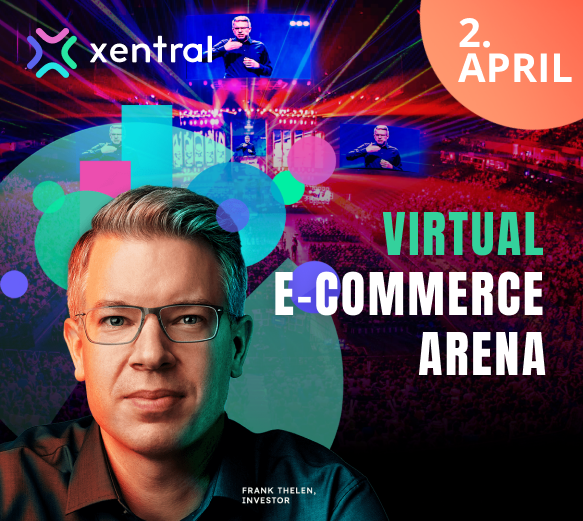 xentral
2.
APRIL
VIRTUAL
E-COMMERCE
ARENA
FRANK THELEN,
INVESTOR